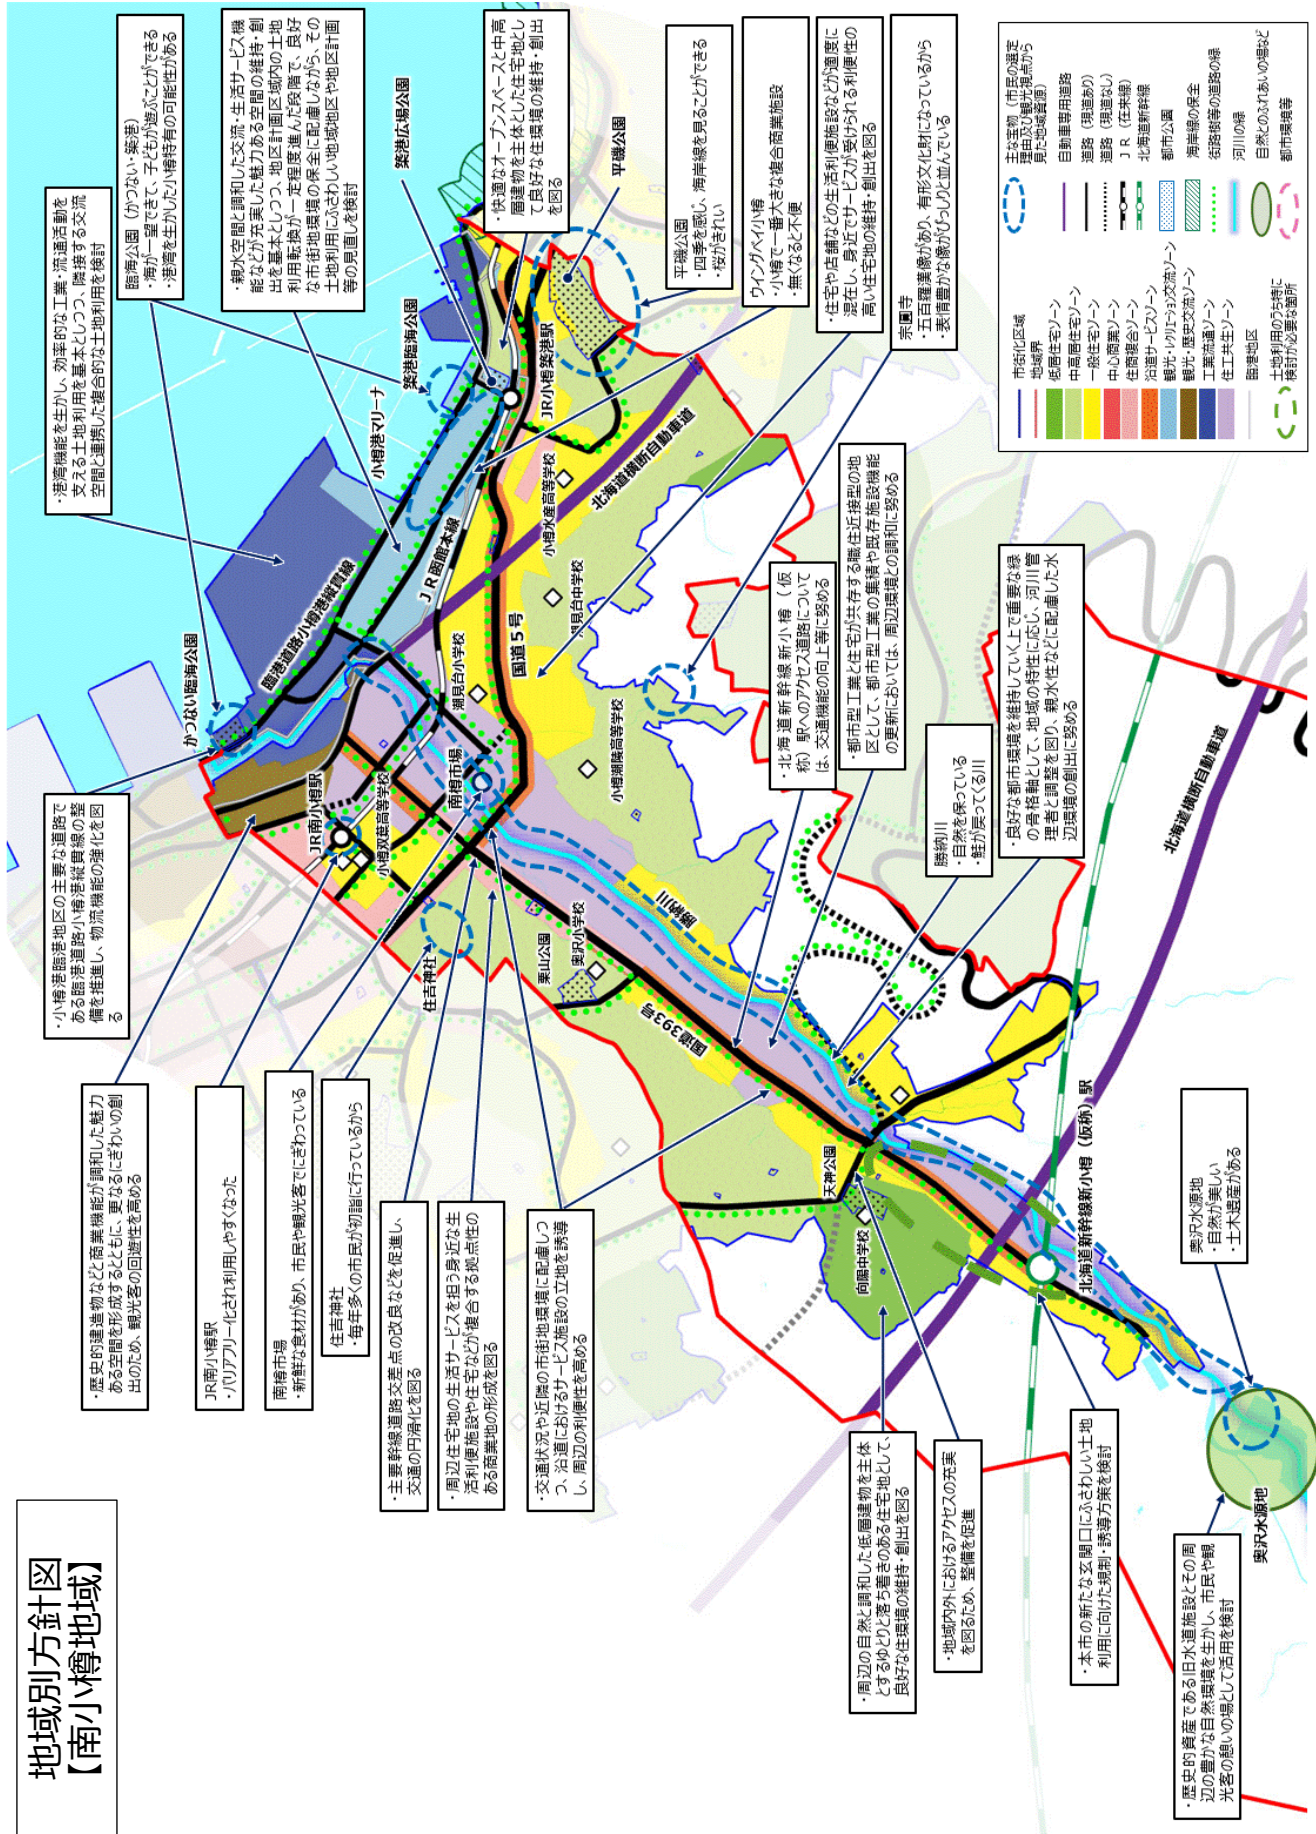 地域別方針図
【南小樽地域】
・小樽港臨港地区の主要な道路で
ある臨港道路小樽港縦貫線の整
備を推進し、物流機能の強化を図
る
・歴史的建造物などと商業機能が調和した魅力
ある空間を形成するとともに、更なるにぎわいの創
出のため、観光客の回遊性を高める
JR南小樽駅
・バリアフリー化され利用しやすくなった
南樽市場
・新鮮な食材があり、市民や観光客でにぎわっている
住吉神社
・毎年多くの市民が初詣に行っているから
・主要幹線道路交差点の改良などを促進し、
交通の円滑化を図る
・周辺住宅地の生活サービスを担う身近な生
活利便施設や住宅などが複合する拠点性の
ある商業地の形成を図る
・交通状況や近隣の市街地環境に配慮しつ
つ、沿道におけるサービス施設の立地を誘導
し、周辺の利便性を高める
・周辺の自然と調和した低層建物を主体
とするゆとりと落ち着きのある住宅地として、
良好な住環境の維持・創出を図る
・地域内外におけるアクセスの充実
を図るため、整備を促進
・本市の新たな玄関口にふさわしい土地
利用に向けた規制・誘導方策を検討
・歴史的資産である旧水道施設とその周
辺の豊かな自然環境を生かし、市民や観
光客の憩いの場として活用を検討
奥沢水源地
・自然が美しい
・土木遺産がある
・港湾機能を生かし、効率的な工業・流通活動を
支える土地利用を基本としつつ、隣接する交流
空間と連携した複合的な土地利用を検討
臨海公園（かつない・築港）
・海が一望できて、子どもが遊ぶことができる
・港湾を生かした小樽特有の可能性がある
・親水空間と調和した交流・生活サービス機
能などが充実した魅力ある空間の維持・創
出を基本としつつ、地区計画区域内の土地
利用転換が一定程度進んだ段階で、良好
な市街地環境の保全に配慮しながら、その
土地利用にふさわしい地域地区や地区計画
等の見直しを検討
・快適なオープンスペースと中高
層建物を主体とした住宅地とし
て良好な住環境の維持・創出
を図る
平磯公園
・四季を感じ、海岸線を見ることができる
・桜がきれい
ウイングベイ小樽
・小樽で一番大きな複合商業施設
・無くなると不便
・住宅や店舗などの生活利便施設などが適度に
混在し、身近でサービスが受けられる利便性の
高い住宅地の維持・創出を図る
宗圓寺
・五百羅漢像があり、有形文化財になっているから
・表情豊かな像がびっしりと並んでいる
・北海道新幹線新小樽（仮
称）駅へのアクセス道路について
は、交通機能の向上等に努める
・都市型工業と住宅が共存する職住近接型の地
区として、都市型工業の集積や既存施設機能
の更新においては、周辺環境との調和に努める
勝納川
・自然を保っている
・鮭が戻ってくる川
・良好な都市環境を維持していく上で重要な緑
の骨格軸として、地域の特性に応じ、河川管
理者と調整を図り、親水性などに配慮した水
辺環境の創出に努める
かつない臨海公園
臨港道路小樽港縦貫線
小樽港マリーナ
築港臨海公園
築港広場公園
平磯公園
JR小樽築港駅
JR函館本線
小樽水産高等学校
北海道横断自動車道
潮見台中学校
国道5号
潮見台小学校
小樽潮陵高等学校
JR南小樽駅
小樽双葉高等学校
南樽市場
住吉神社
栗山公園
奥沢小学校
国道393号
勝納川
天神公園
向陽中学校
北海道新幹線新小樽（仮称）駅
北海道横断自動車道
奥沢水源地
市街化区域
地域界
低層住宅ゾーン
中高層住宅ゾーン
一般住宅ゾーン
中心商業ゾーン
住商複合ゾーン
沿道サービスゾーン
観光・レクリエーション交流ゾーン
観光・歴史交流ゾーン
工業流通ゾーン
住工共生ゾーン
臨港地区
土地利用のうち特に
検討が必要な箇所
主な宝物（市民の選定
理由及び観光視点から
見た地域資源）
自動車専用道路
道路（現道あり）
道路（現道なし）
ＪＲ（在来線）
北海道新幹線
都市公園
海岸線の保全
街路樹等の道路の緑
河川の緑
自然とのふれあいの場など
都市環境等